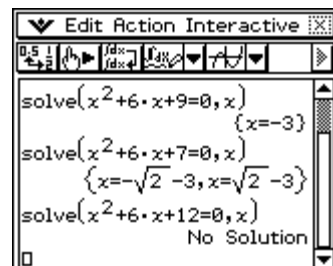 Edit Action Interactive
solve(x²+6·x+9=0,x)
{x=-3}
solve(x²+6·x+7=0,x)
{x=-√2-3,x=√2-3}
solve(x²+6·x+12=0,x)
No Solution